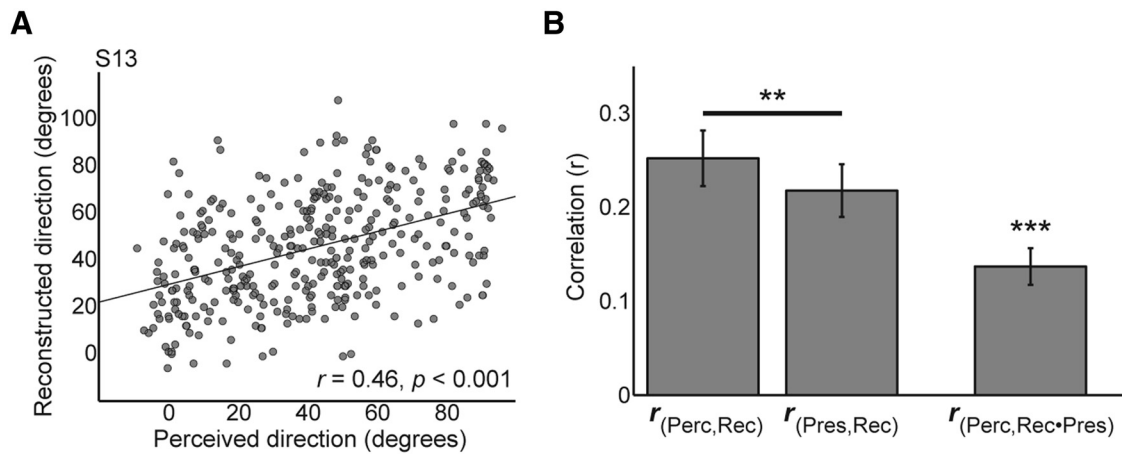 A
S13
Reconstructed direction (degrees)
100
80
60
40
20
0
r = 0.46, p < 0.001
0 20 40 60 80
Perceived direction (degrees)
B
Correlation (r)
0.3
0.2
0.1
0
**
***
r(Perc,Rec) r(Pres,Rec) r(Perc,Rec•Pres)